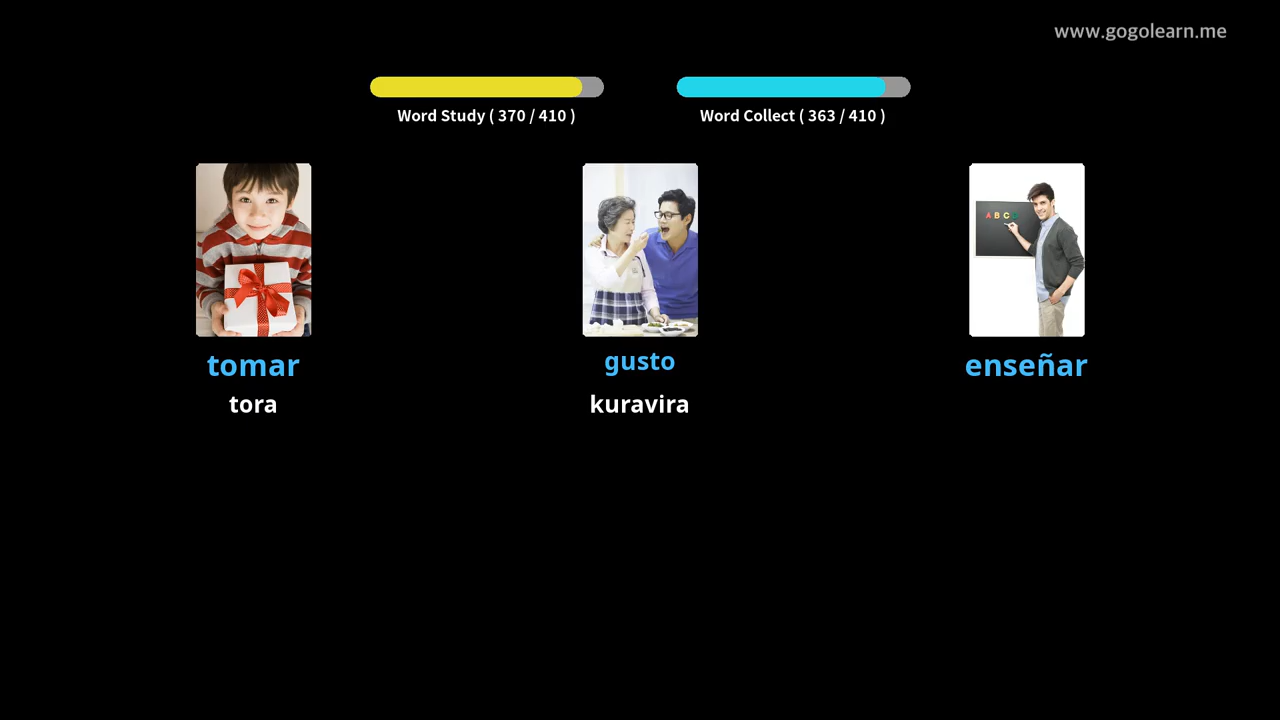 www.gogolearn.me
Word Study ( 370 / 410 )
Word Collect ( 363 / 410 )
A B C
tomar
gusto
enseñar
tora
kuravira